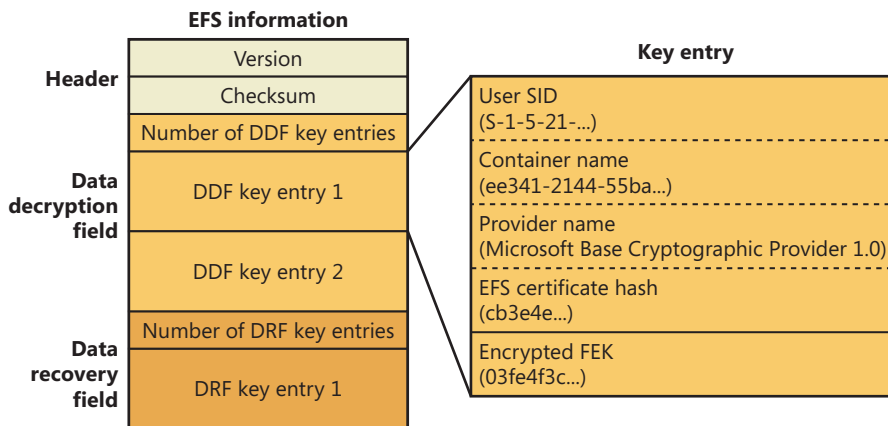 EFS information
Header
Version
Checksum
Data
decryption
field
Number of DDF key entries
DDF key entry 1
DDF key entry 2
Data
recovery
field
Number of DRF key entries
DRF key entry 1
Key entry
User SID
(S-1-5-21-...)
Container name
(ee341-2144-55ba...)
Provider name
(Microsoft Base Cryptographic Provider 1.0)
EFS certificate hash
(cb3e4e...)
Encrypted FEK
(03fe4f3c...)